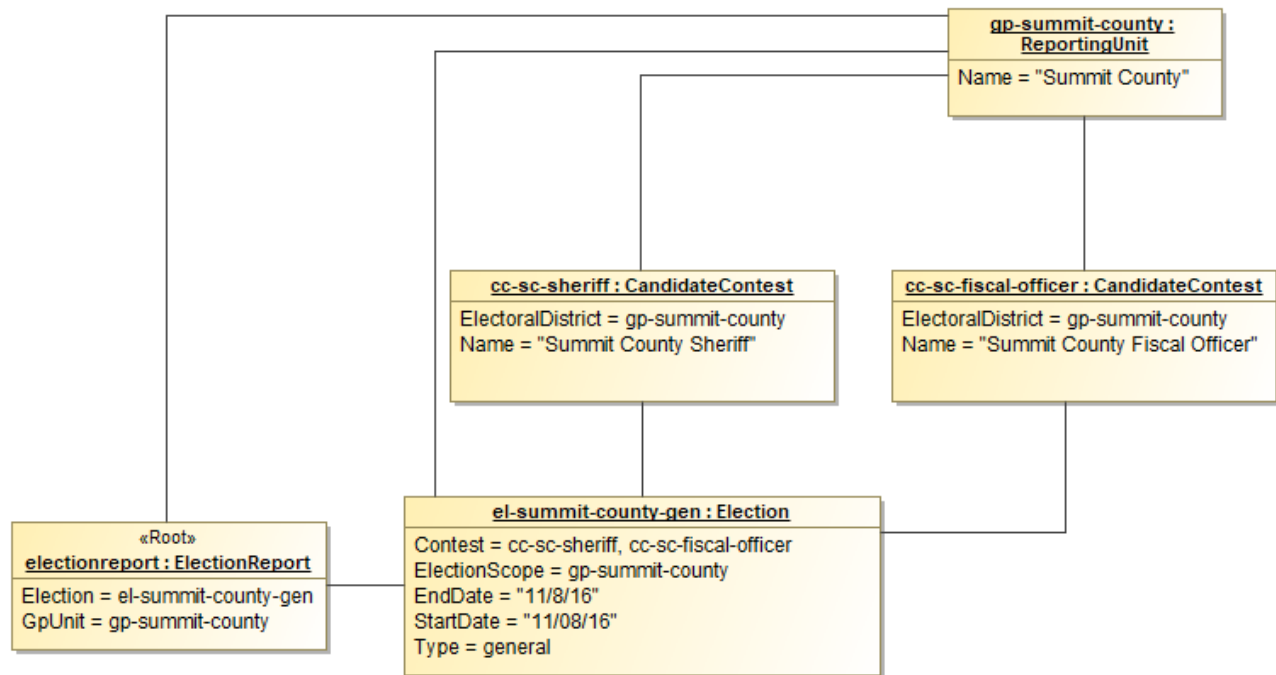 gp-summit-county :
ReportingUnit
Name = "Summit County"
cc-sc-sheriff : CandidateContest
ElectoralDistrict = gp-summit-county
Name = "Summit County Sheriff"
cc-sc-fiscal-officer : CandidateContest
ElectoralDistrict = gp-summit-county
Name = "Summit County Fiscal Officer"
«Root»
electionreport : ElectionReport
Election = el-summit-county-gen
GpUnit = gp-summit-county
el-summit-county-gen : Election
Contest = cc-sc-sheriff, cc-sc-fiscal-officer
ElectionScope = gp-summit-county
EndDate = "11/8/16"
StartDate = "11/08/16"
Type = general